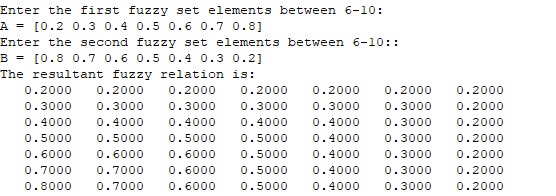 Enter the first fuzzy set elements between 6-10:
A = [0.2 0.3 0.4 0.5 0.6 0.7 0.8]
Enter the second fuzzy set elements between 6-10::
B = [0.8 0.7 0.6 0.5 0.4 0.3 0.2]
The resultant fuzzy relation is:
0.2000 0.2000 0.2000 0.2000 0.2000 0.2000 0.2000
0.3000 0.3000 0.3000 0.3000 0.3000 0.3000 0.2000
0.4000 0.4000 0.4000 0.4000 0.4000 0.3000 0.2000
0.5000 0.5000 0.5000 0.5000 0.4000 0.3000 0.2000
0.6000 0.6000 0.6000 0.5000 0.4000 0.3000 0.2000
0.7000 0.7000 0.6000 0.5000 0.4000 0.3000 0.2000
0.8000 0.7000 0.6000 0.5000 0.4000 0.3000 0.2000